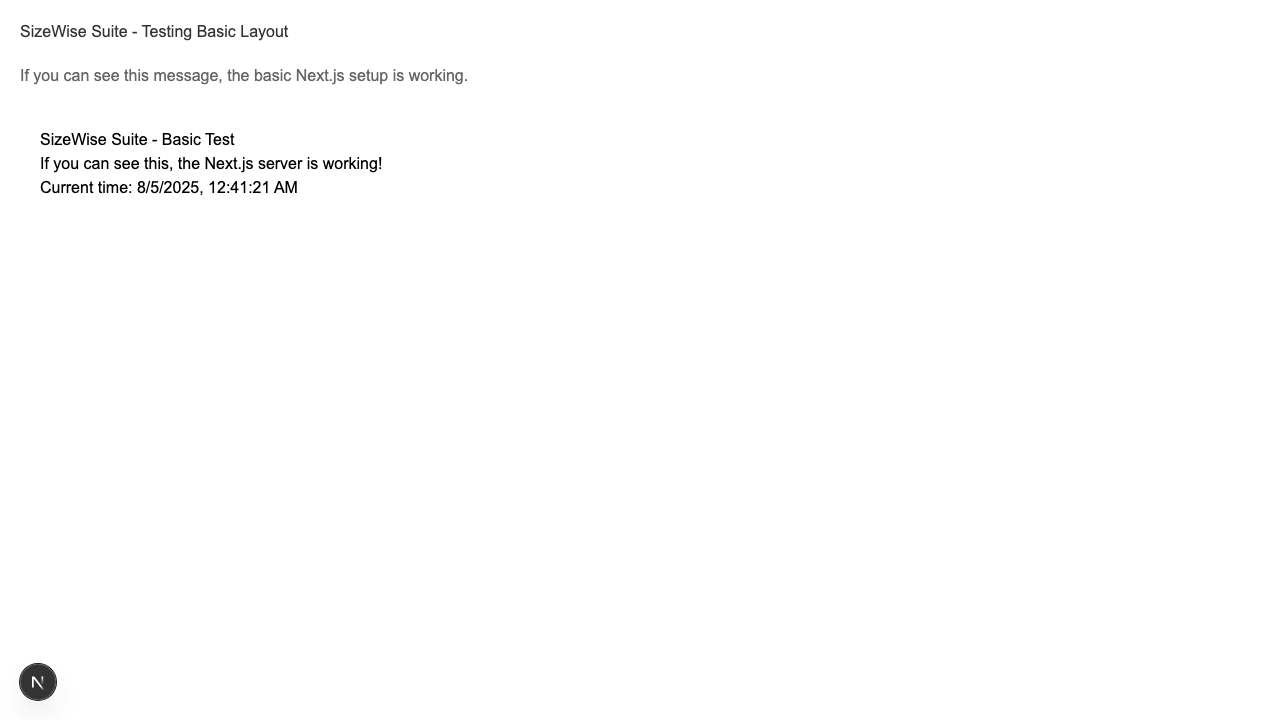 SizeWise Suite - Testing Basic Layout
If you can see this message, the basic Next.js setup is working.
SizeWise Suite - Basic Test
If you can see this, the Next.js server is working!
Current time: 8/5/2025, 12:41:21 AM
N